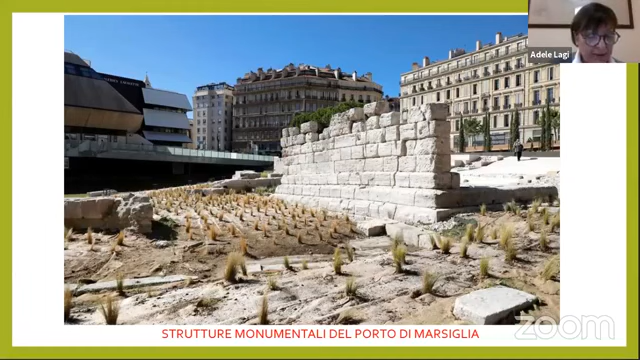 Adele Lagi
STRUTTURE MONUMENTALI DEL PORTO DI MARSIGLIA
zoom